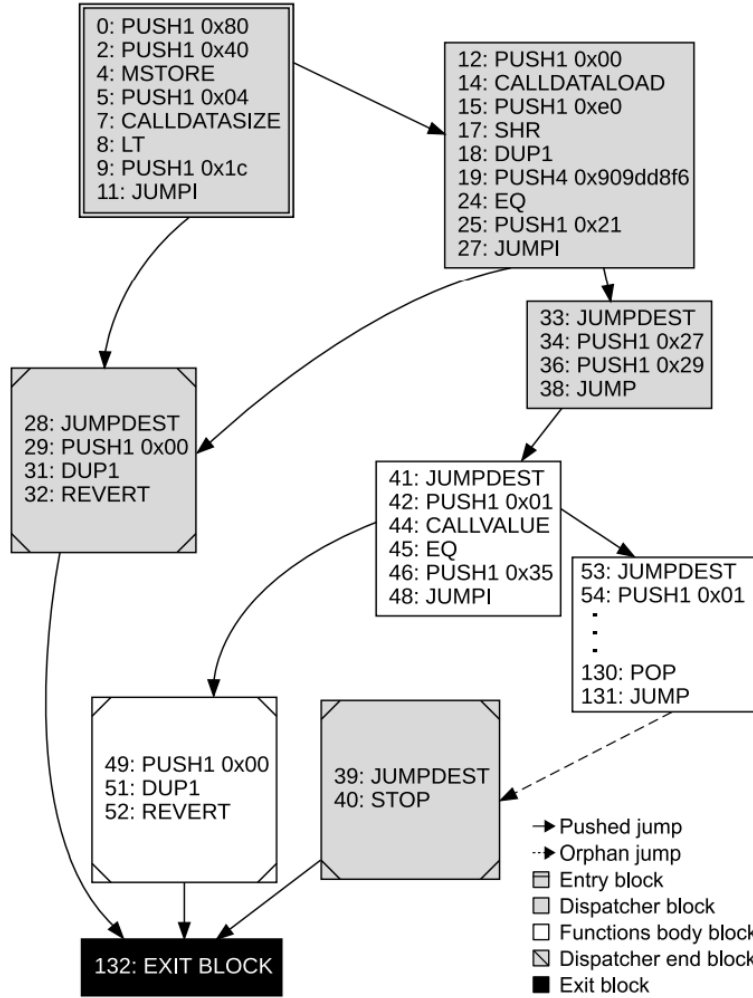 0: PUSH1 0x80
2: PUSH1 0x40
4: MSTORE
5: PUSH1 0x04
7: CALLDATASIZE
8: LT
9: PUSH1 0x1c
11: JUMPI
12: PUSH1 0x00
14: CALLDATALOAD
15: PUSH1 0xe0
17: SHR
18: DUP1
19: PUSH4 0x909dd8f6
24: EQ
25: PUSH1 0x21
27: JUMPI
33: JUMPDEST
34: PUSH1 0x27
36: PUSH1 0x29
38: JUMP
28: JUMPDEST
29: PUSH1 0x00
31: DUP1
32: REVERT
41: JUMPDEST
42: PUSH1 0x01
44: CALLVALUE
45: EQ
46: PUSH1 0x35
48: JUMPI
53: JUMPDEST
54: PUSH1 0x01
130: POP
131: JUMP
49: PUSH1 0x00
51: DUP1
52: REVERT
39: JUMPDEST
40: STOP
132: EXIT BLOCK
Pushed jump
Orphan jump
Entry block
Dispatcher block
Functions body block
Dispatcher end block
Exit block